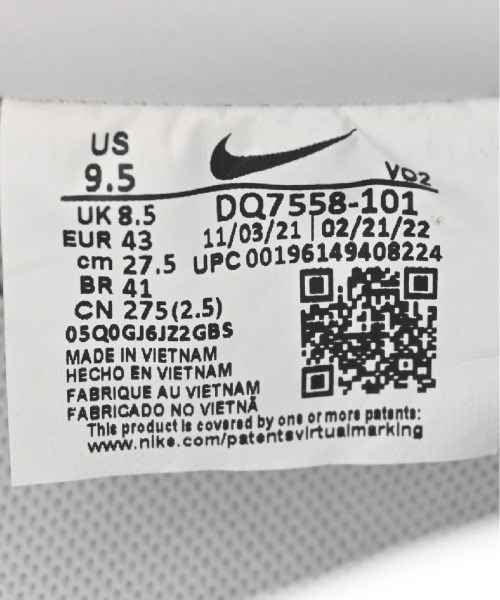 US
9.5
VO2
UK 8.5
DQ7558-101
EUR 43
11/03/21 | 02/21/22
cm 27.5
UPC 00196149408224
BR 41
CN 275(2.5)
05Q0GJ6JZ2GBS
MADE IN VIETNAM
HECHO EN VIETNAM
FABRIQUE AU VIETNAM
FABRICADO NO VIETNÃ
This product is covered by one or more patents:
www.nike.com/patentsvirtualmarking